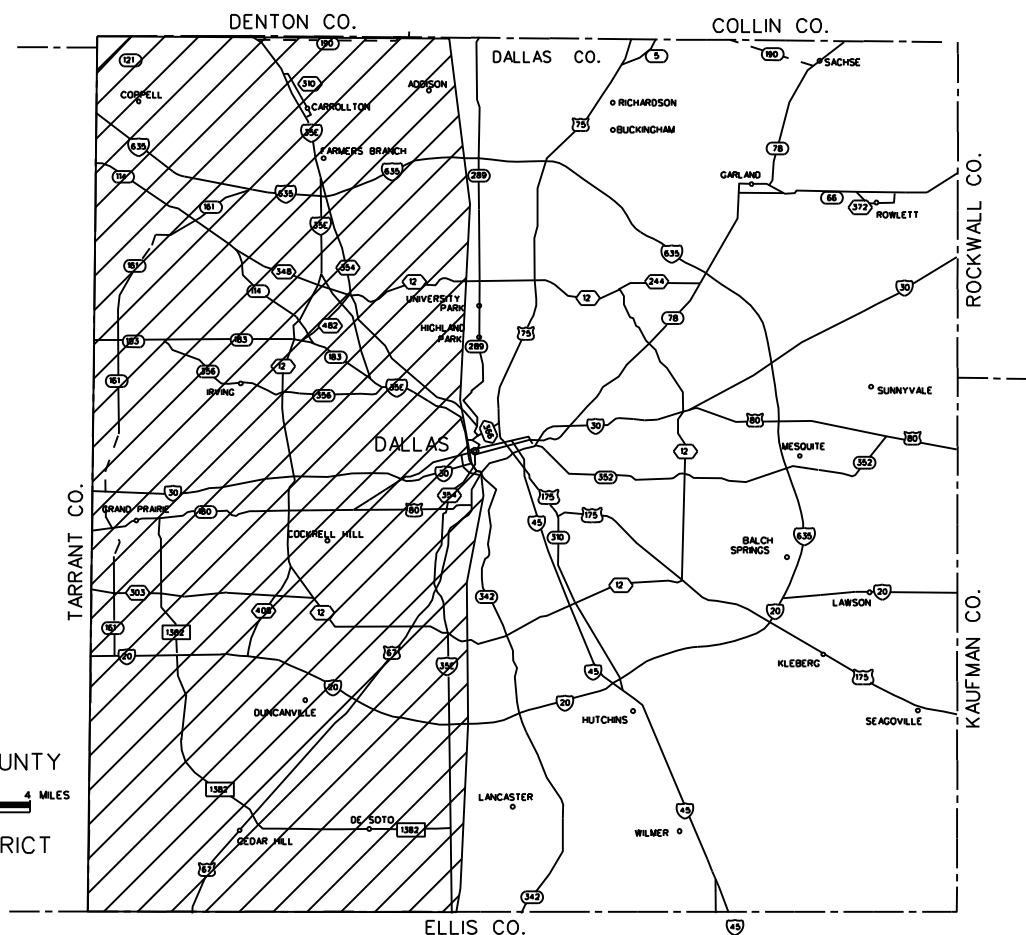 DENTON CO.
COLLIN CO.
190
121
DALLAS CO.
5
190
SACHSE
310
ADDISON
COPPELL
CARROLLTON
RICHARDSON
35E
75
BUCKINGHAM
635
FARMERS BRANCH
78
114
635
289
GARLAND
635
161
66
372
ROWLETT
35E
635
ROCKWALL CO.
161
348
354
12
244
30
114
12
UNIVERSITY
PARK
482
78
HIGHLAND
PARK
75
183
183
289
183
12
356
161
IRVING
356
35E
SUNNYVALE
366
30
80
80
DALLAS
MESQUITE
12
30
352
352
30
354
175
TARRANT CO.
GRAND PRAIRIE
180
80
45
175
COCKRELL HILL
310
635
BALCH
SPRINGS
303
12
342
20
408
12
LAWSON
20
161
1382
67
KLEBERG
20
35E
45
175
20
KAUFMAN CO.
DUNCANVILLE
20
HUTCHINS
SEAGOVILLE
UNTY
1382
4 MILES
LANCASTER
45
DE SOTO
1382
WILMER
RICT
CEDAR HILL
67
342
ELLIS CO.
45